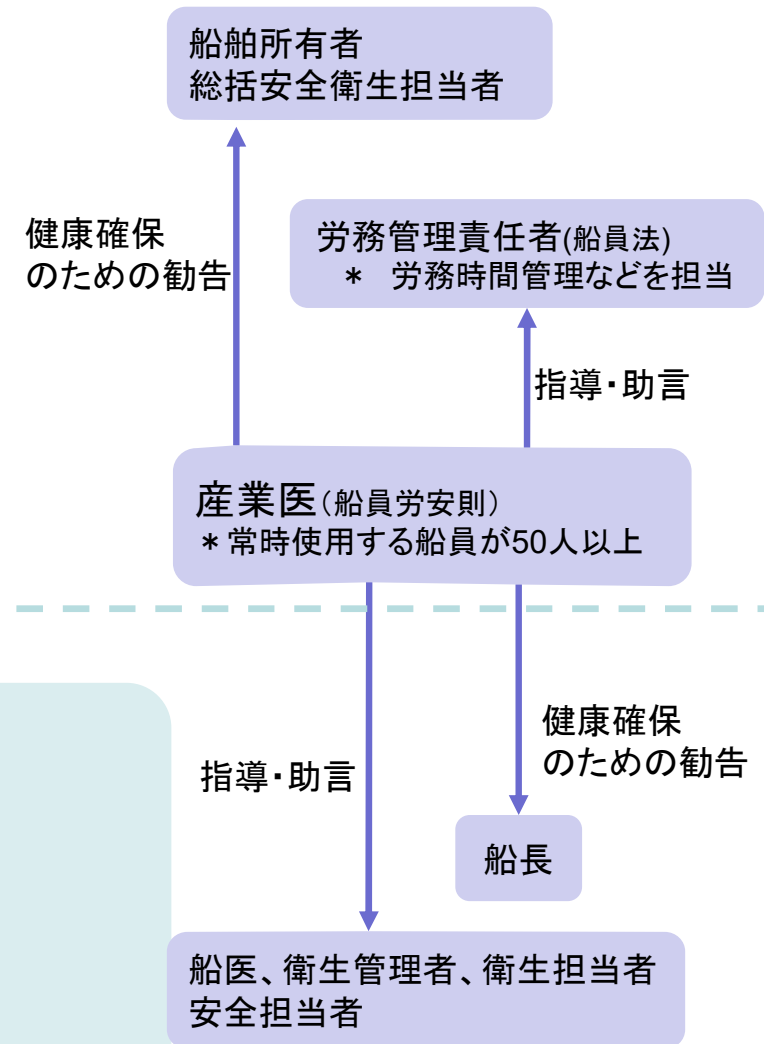 船舶所有者
総括安全衛生担当者
健康確保
のための勧告
労務管理責任者(船員法)
＊ 労務時間管理などを担当
指導・助言
産業医（船員労安則）
＊常時使用する船員が50人以上
指導・助言
健康確保
のための勧告
船長
船医、衛生管理者、衛生担当者
安全担当者